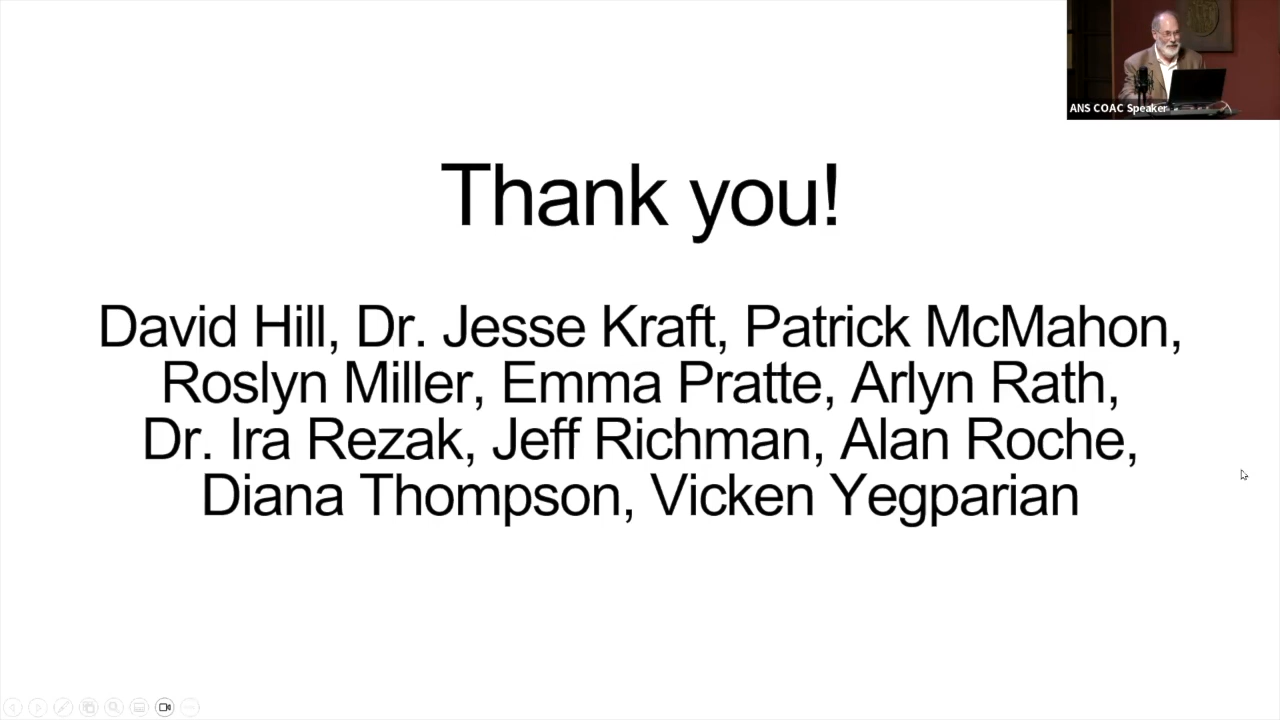 ANS COAC Speaker
Thank you!
David Hill, Dr. Jesse Kraft, Patrick McMahon,
Roslyn Miller, Emma Pratte, Arlyn Rath,
Dr. Ira Rezak, Jeff Richman, Alan Roche,
Diana Thompson, Vicken Yegparian